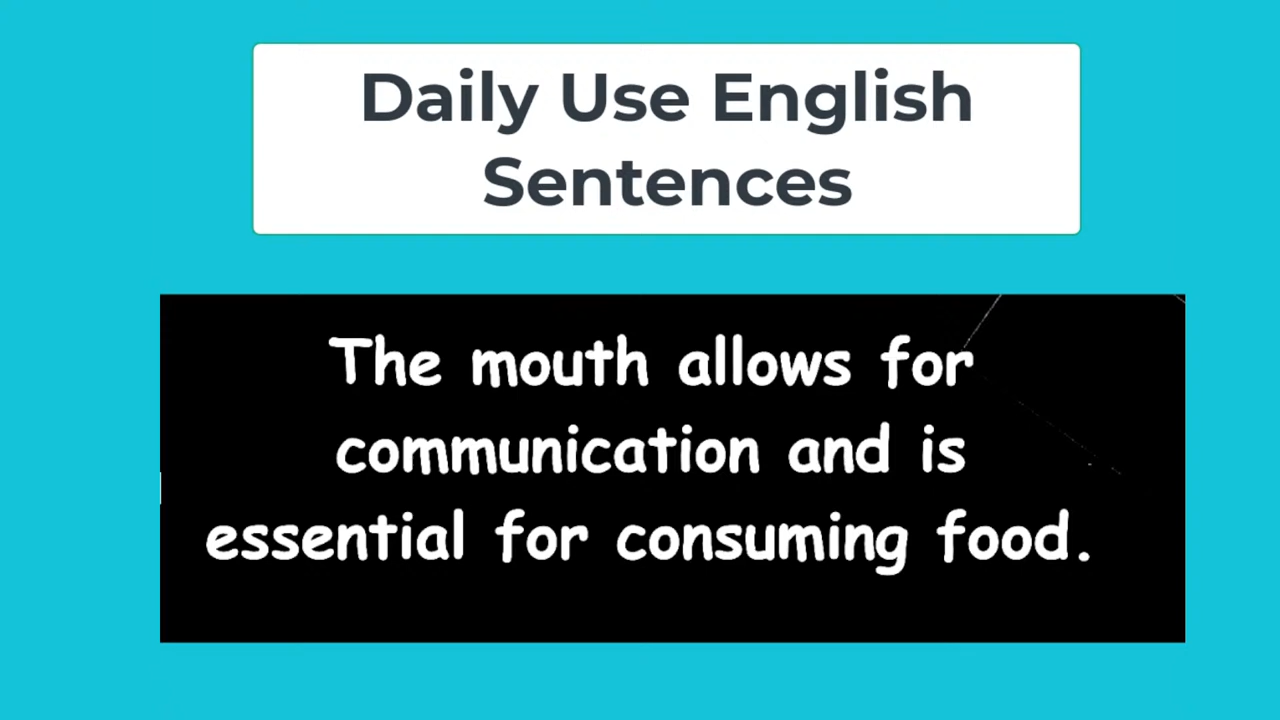 Daily Use English
Sentences
The mouth allows for
communication and is
essential for consuming food.